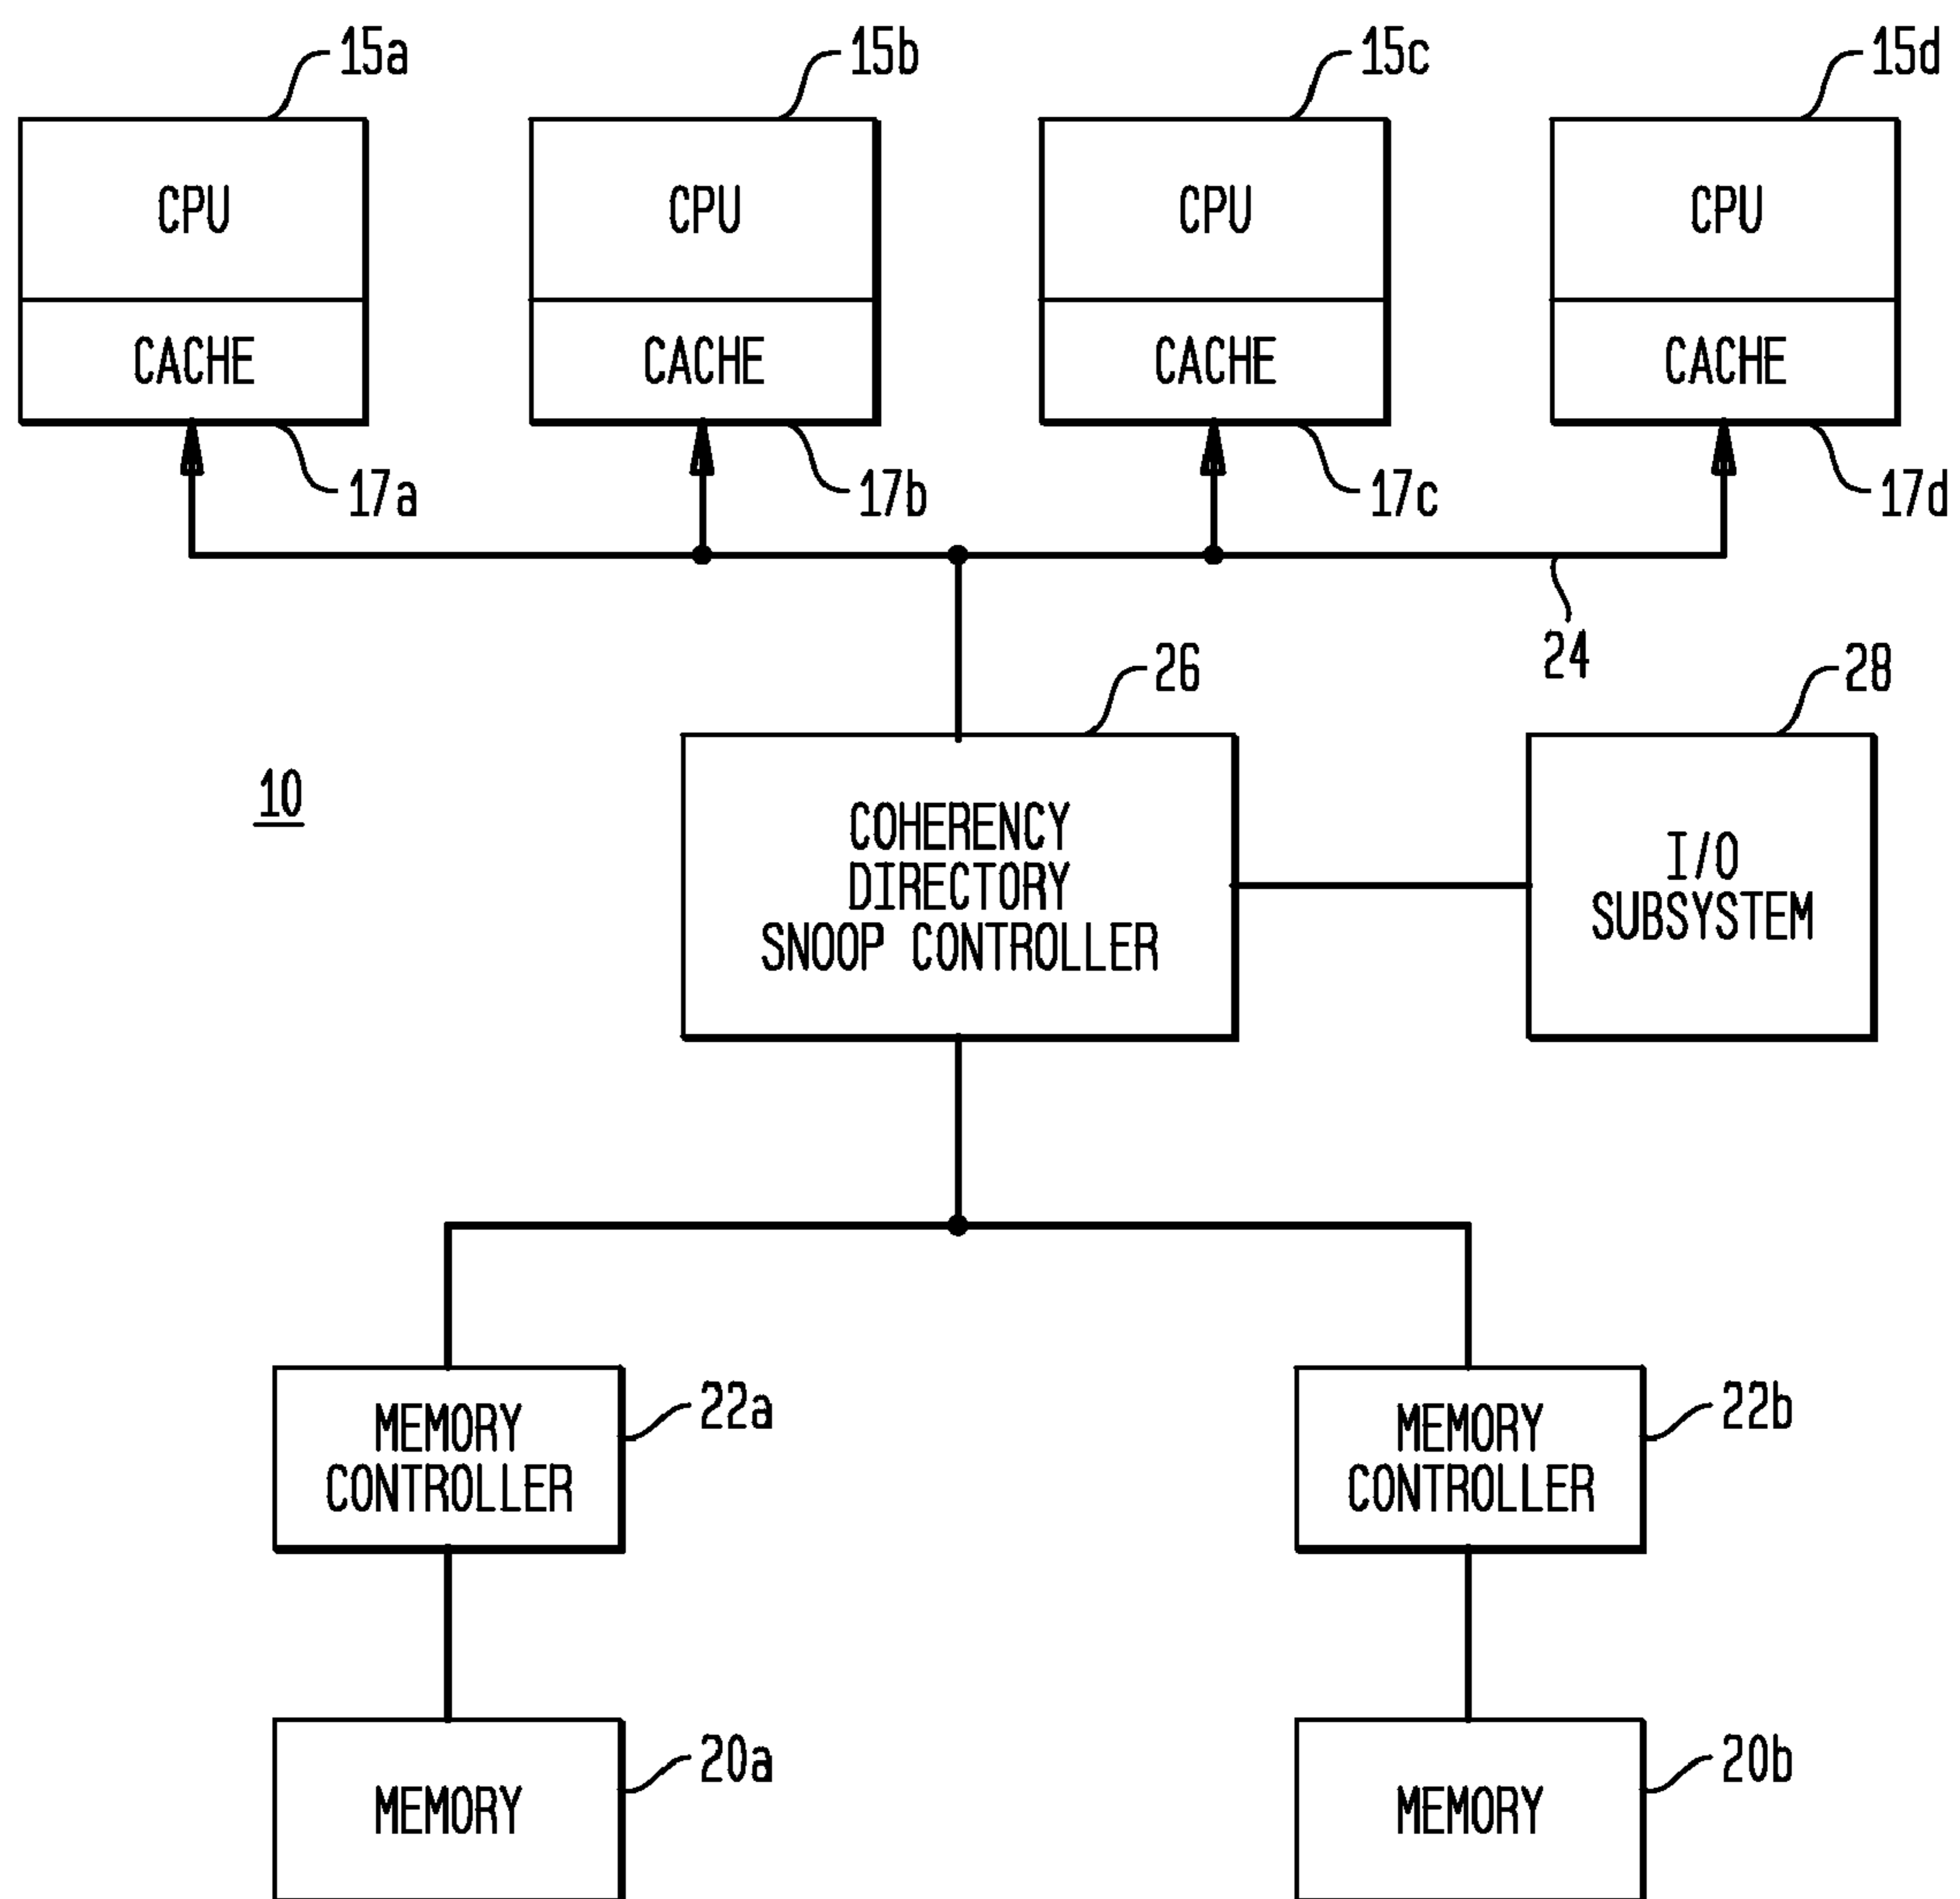 15a
15b
15c
15d
CPU
CPU
CPU
CPU
CACHE
CACHE
CACHE
CACHE
17a
17b
17c
17d
24
26
28
10
COHERENCY
DIRECTORY
SNOOP CONTROLLER
I/O
SUBSYSTEM
MEMORY
CONTROLLER
22a
MEMORY
CONTROLLER
22b
MEMORY
20a
MEMORY
20b